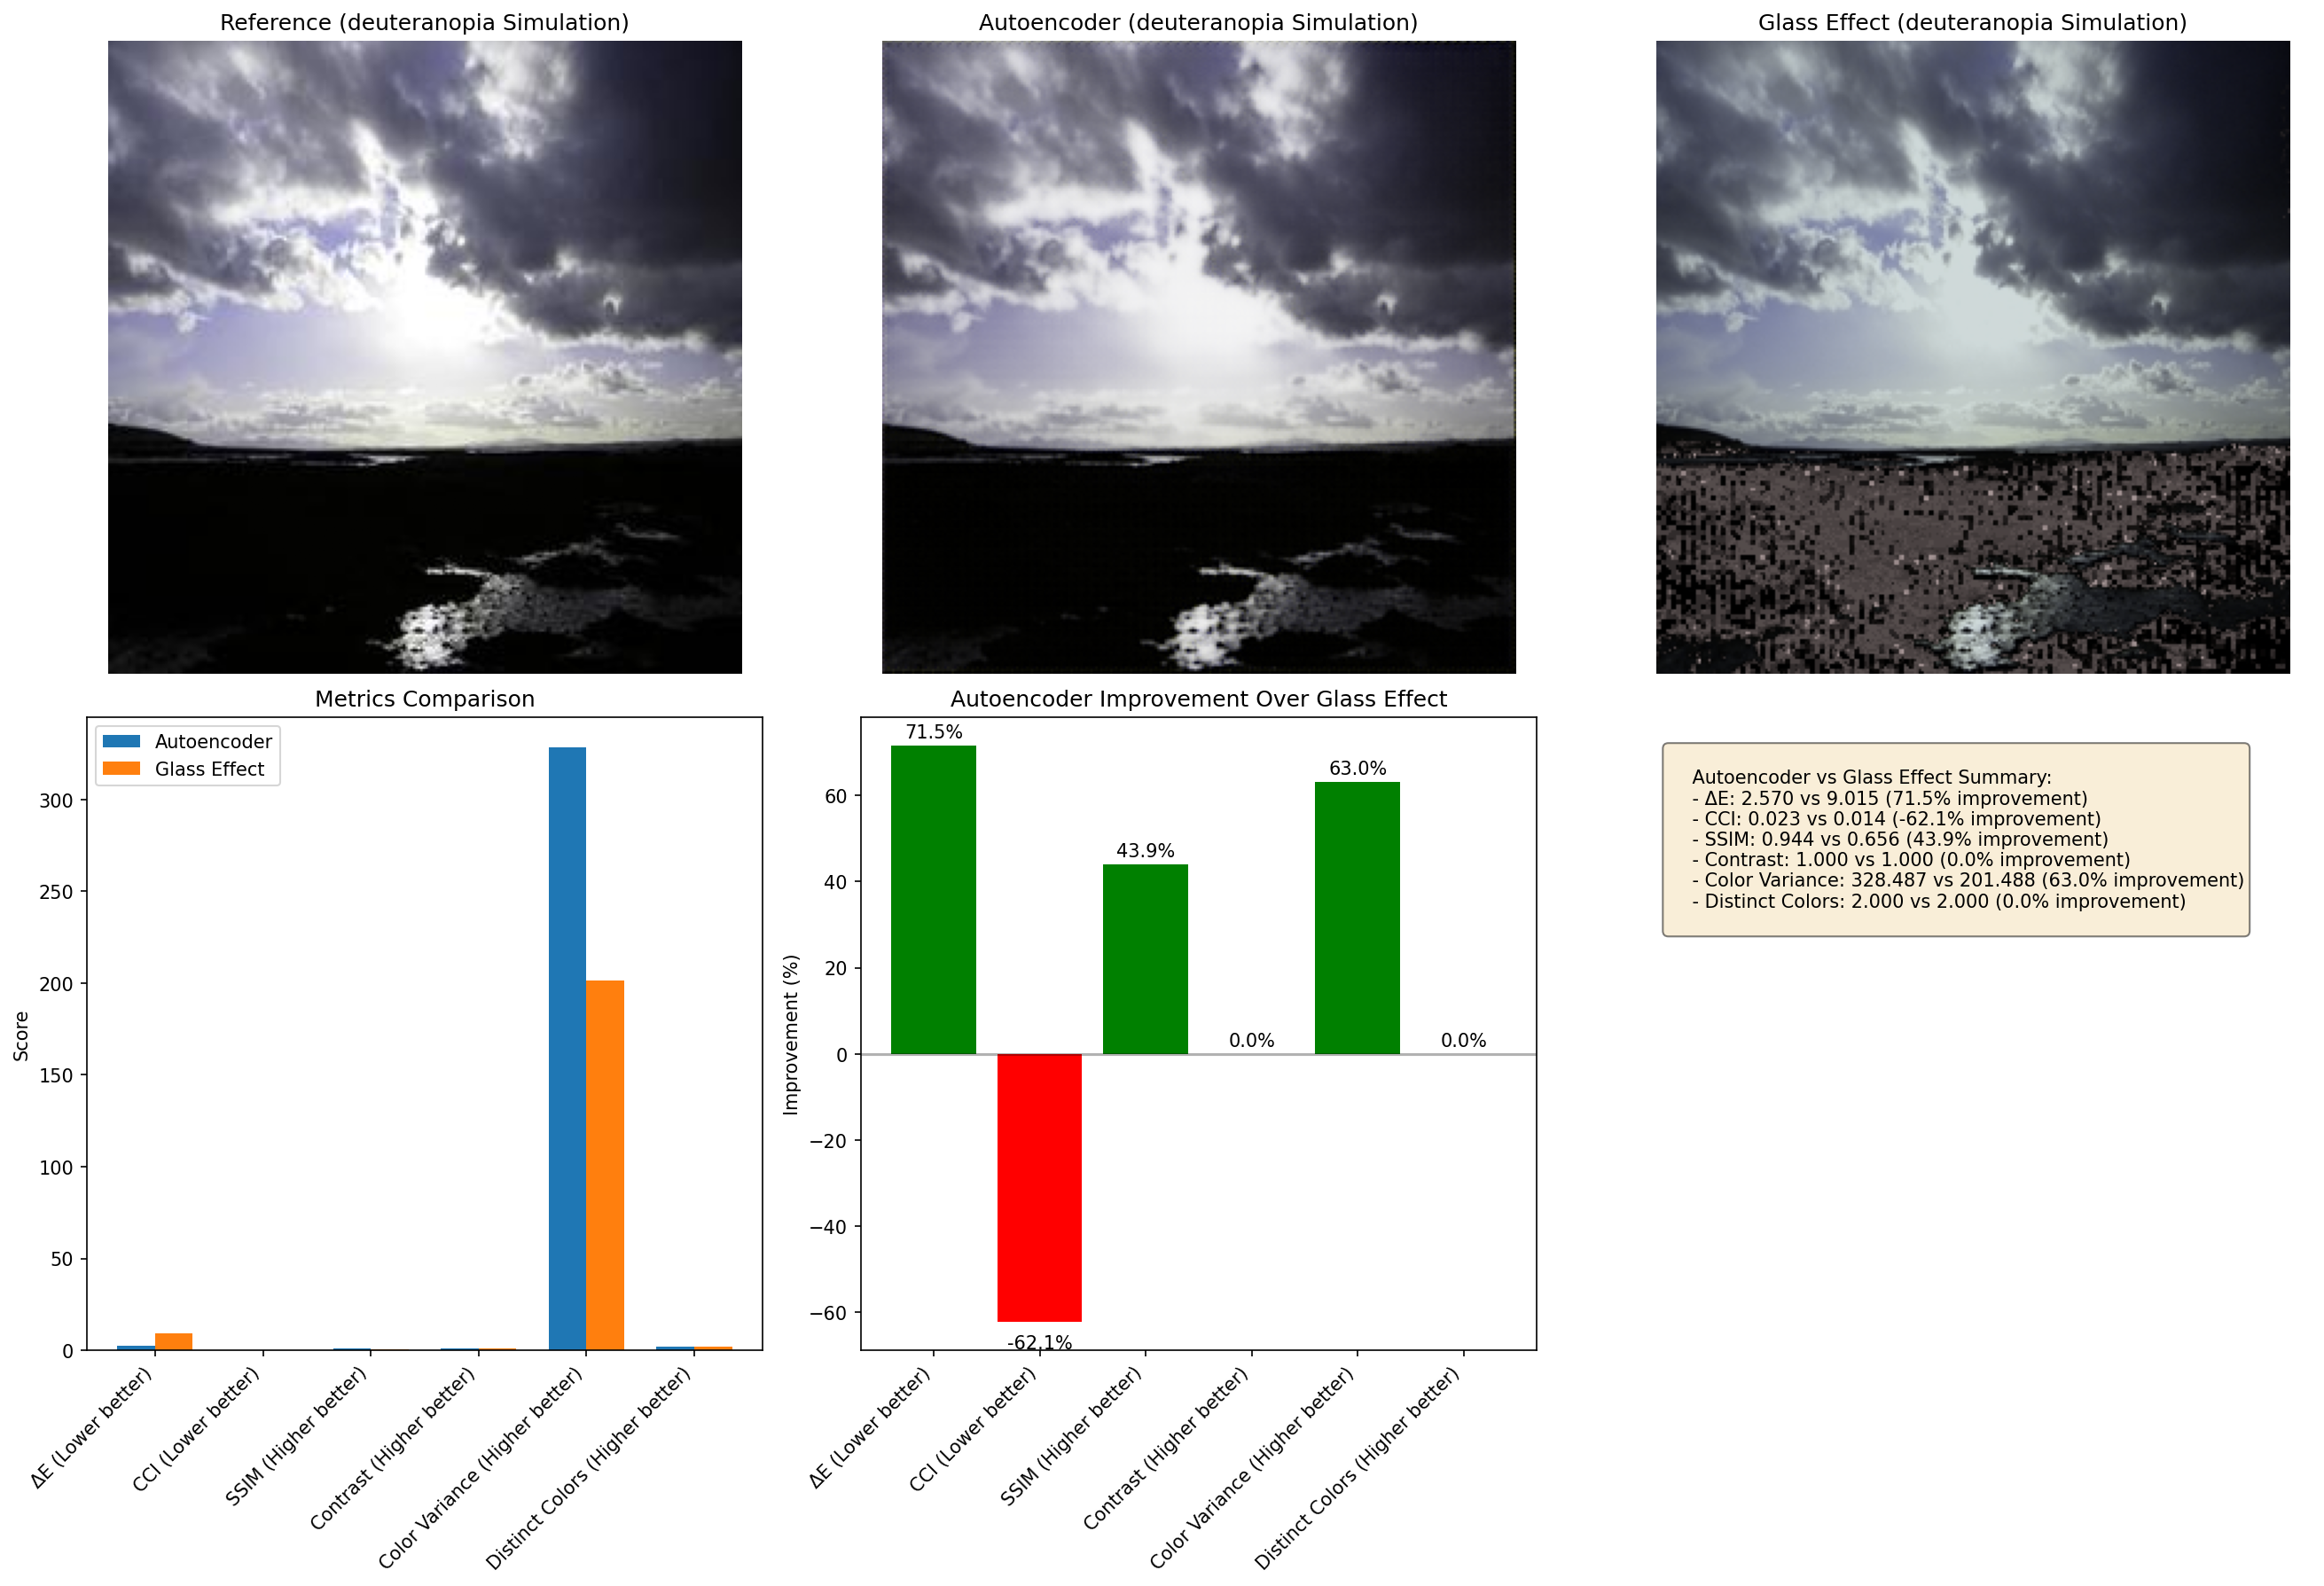 Reference (deuteranopia Simulation)
Autoencoder (deuteranopia Simulation)
Glass Effect (deuteranopia Simulation)
Metrics Comparison
Autoencoder
Glass Effect
Score
300
250
200
150
100
50
0
ΔE (Lower better)
CCI (Lower better)
SSIM (Higher better)
Contrast (Higher better)
Color Variance (Higher better)
Distinct Colors (Higher better)
Autoencoder Improvement Over Glass Effect
Improvement (%)
60
40
20
0
−20
−40
−60
71.5%
-62.1%
43.9%
0.0%
63.0%
0.0%
ΔE (Lower better)
CCI (Lower better)
SSIM (Higher better)
Contrast (Higher better)
Color Variance (Higher better)
Distinct Colors (Higher better)
Autoencoder vs Glass Effect Summary:
- ΔE: 2.570 vs 9.015 (71.5% improvement)
- CCI: 0.023 vs 0.014 (-62.1% improvement)
- SSIM: 0.944 vs 0.656 (43.9% improvement)
- Contrast: 1.000 vs 1.000 (0.0% improvement)
- Color Variance: 328.487 vs 201.488 (63.0% improvement)
- Distinct Colors: 2.000 vs 2.000 (0.0% improvement)